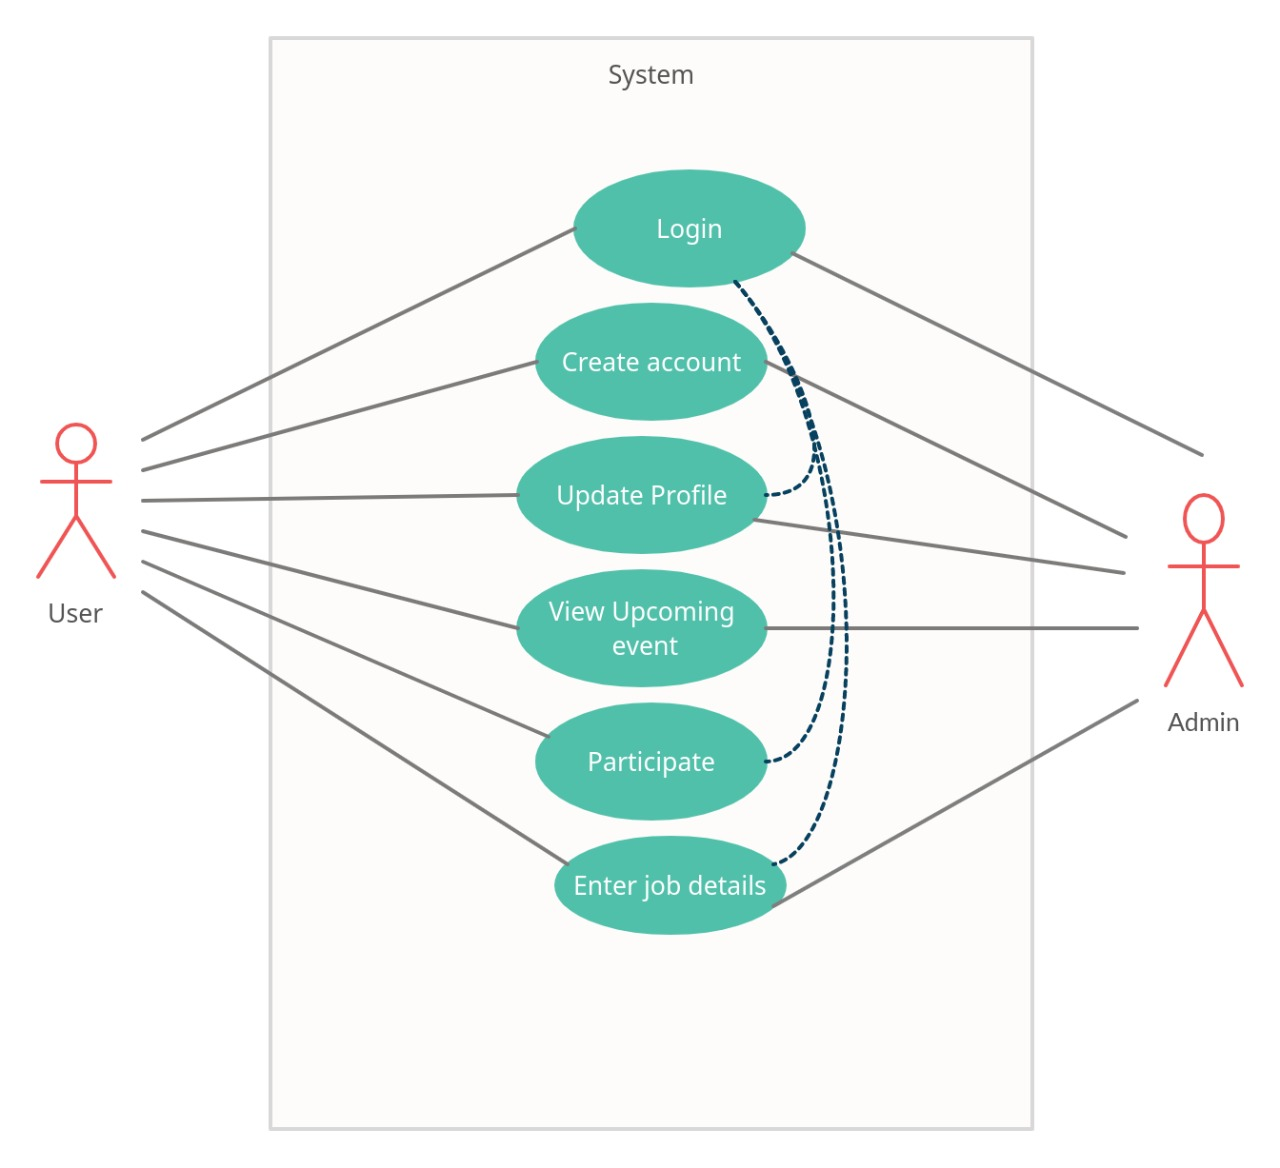 System
Login
Create account
Update Profile
View Upcoming
event
Participate
Enter job details
User
Admin